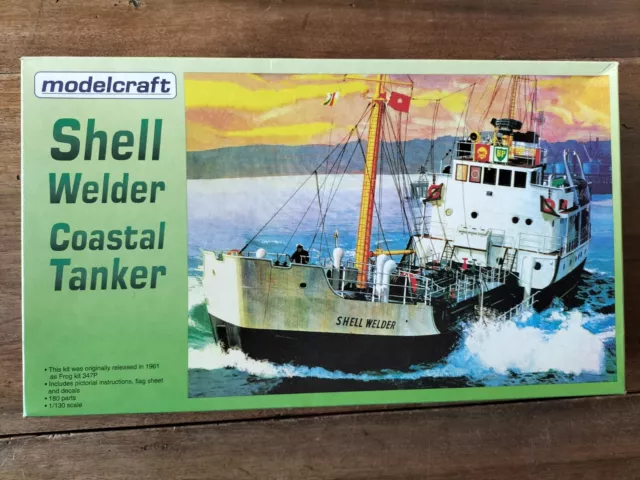 modelcraft
Shell
Welder
Coastal
Tanker
SHELL WELDER
• This kit was originally released in 1961
as Frog kit 347P
• Includes pictorial instructions, flag sheet
and decals
• 180 parts
• 1/130 scale